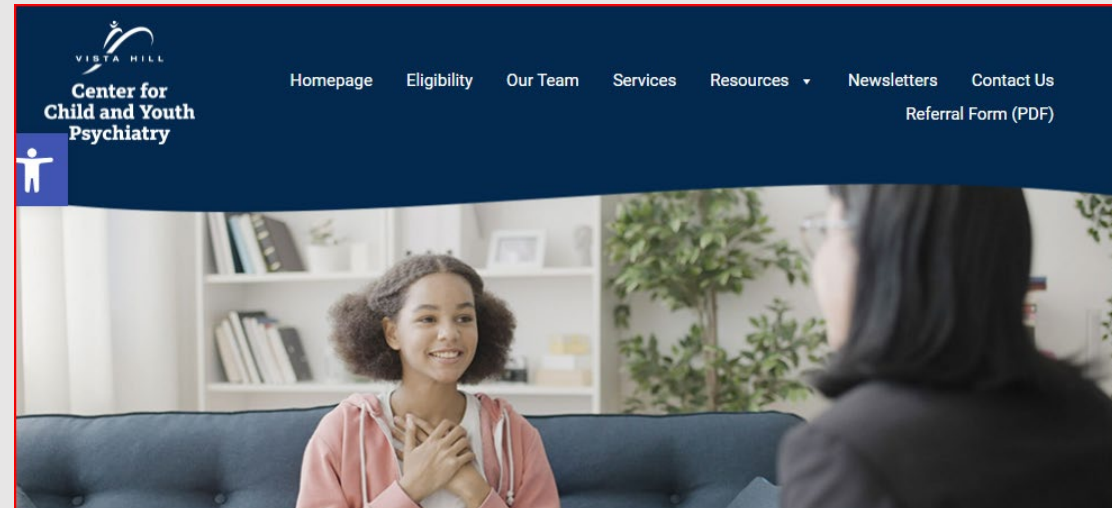 VISTA HILL
Center for
Child and Youth
Psychiatry
Homepage Eligibility Our Team Services Resources Newsletters Contact Us
Referral Form (PDF)